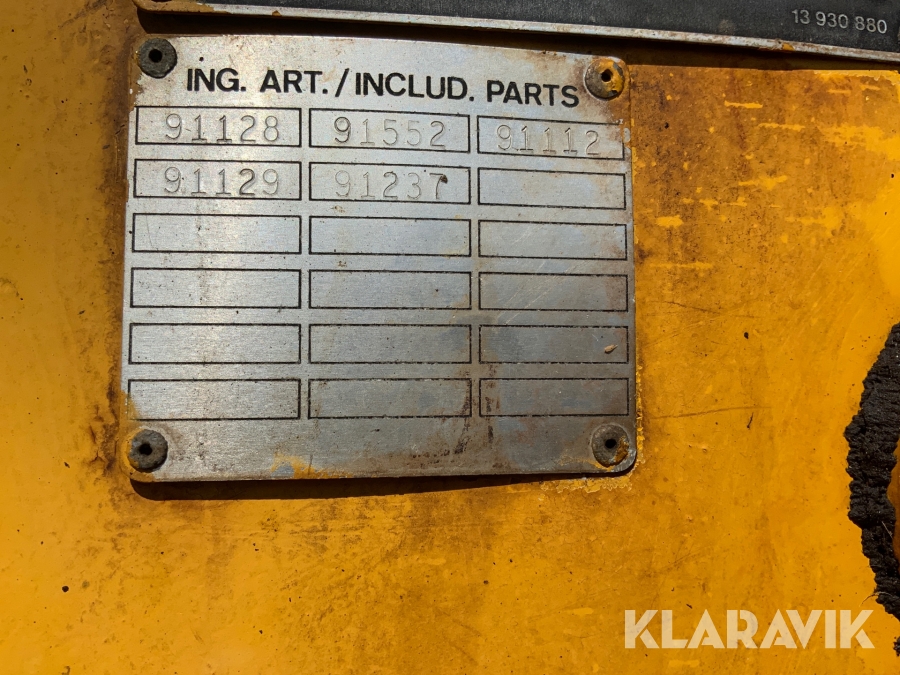 13 930 880
ING. ART./INCLUD. PARTS
91128 91552 91112
91129 91237
KLARAVIK